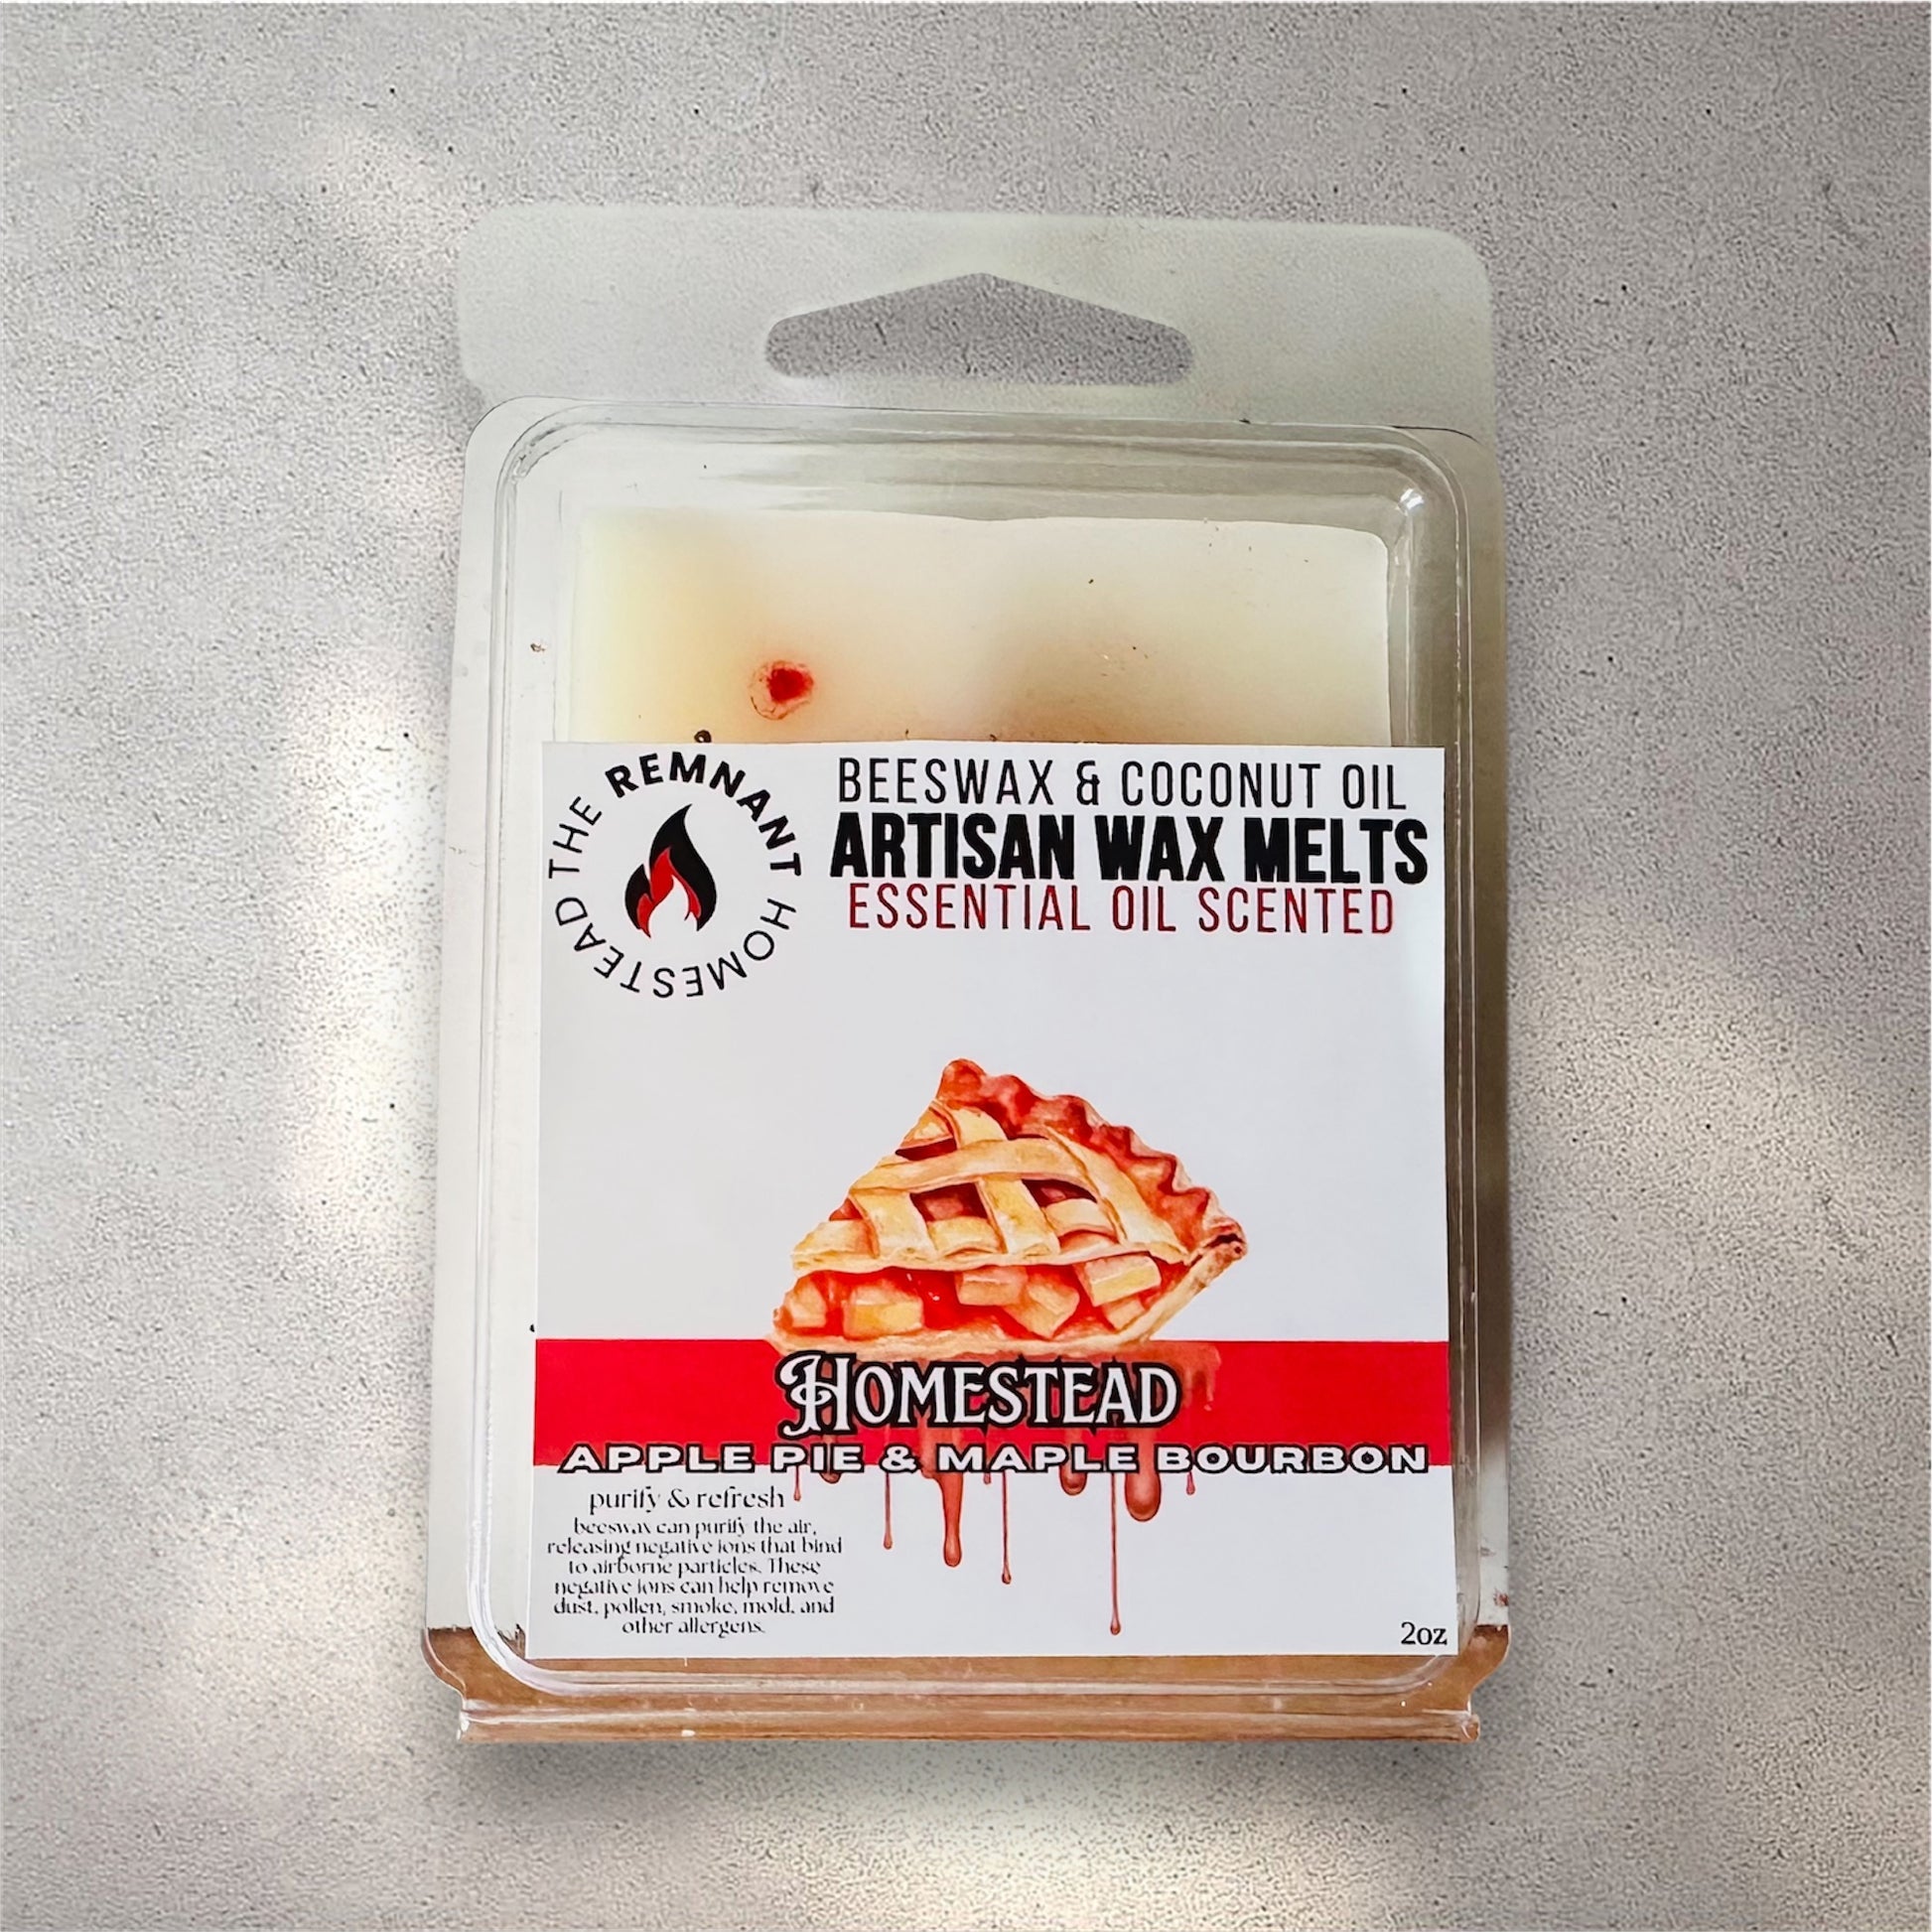 THE REMNANT HOMESTEAD
BEESWAX & COCONUT OIL
ARTISAN WAX MELTS
ESSENTIAL OIL SCENTED
HOMESTEAD
APPLE PIE & MAPLE BOURBON
purify & refresh
beeswax can purify the air,
releasing negative ions that bind
to airborne particles. These
negative ions can help remove
dust, pollen, smoke, mold, and
other allergens.
2oz